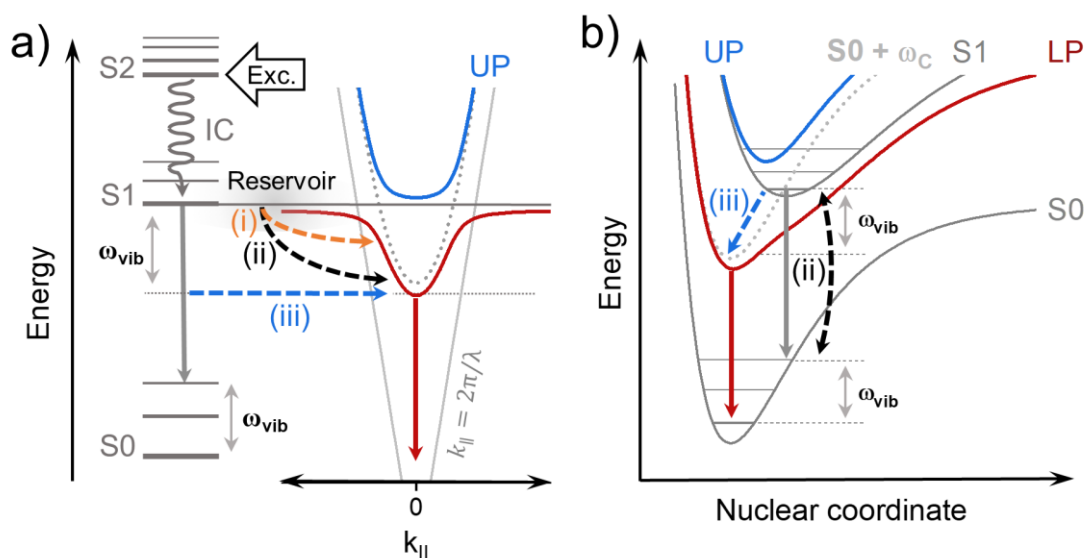 a)
S2
Exc.
IC
UP
S1
Reservoir
(i)
ω_vib
(ii)
(iii)
Energy
k_|| = 2π/λ
ω_vib
S0
0
k_||
b)
UP
S0 + ω_C
S1
LP
(iii)
ω_vib
S0
(ii)
Energy
ω_vib
Nuclear coordinate